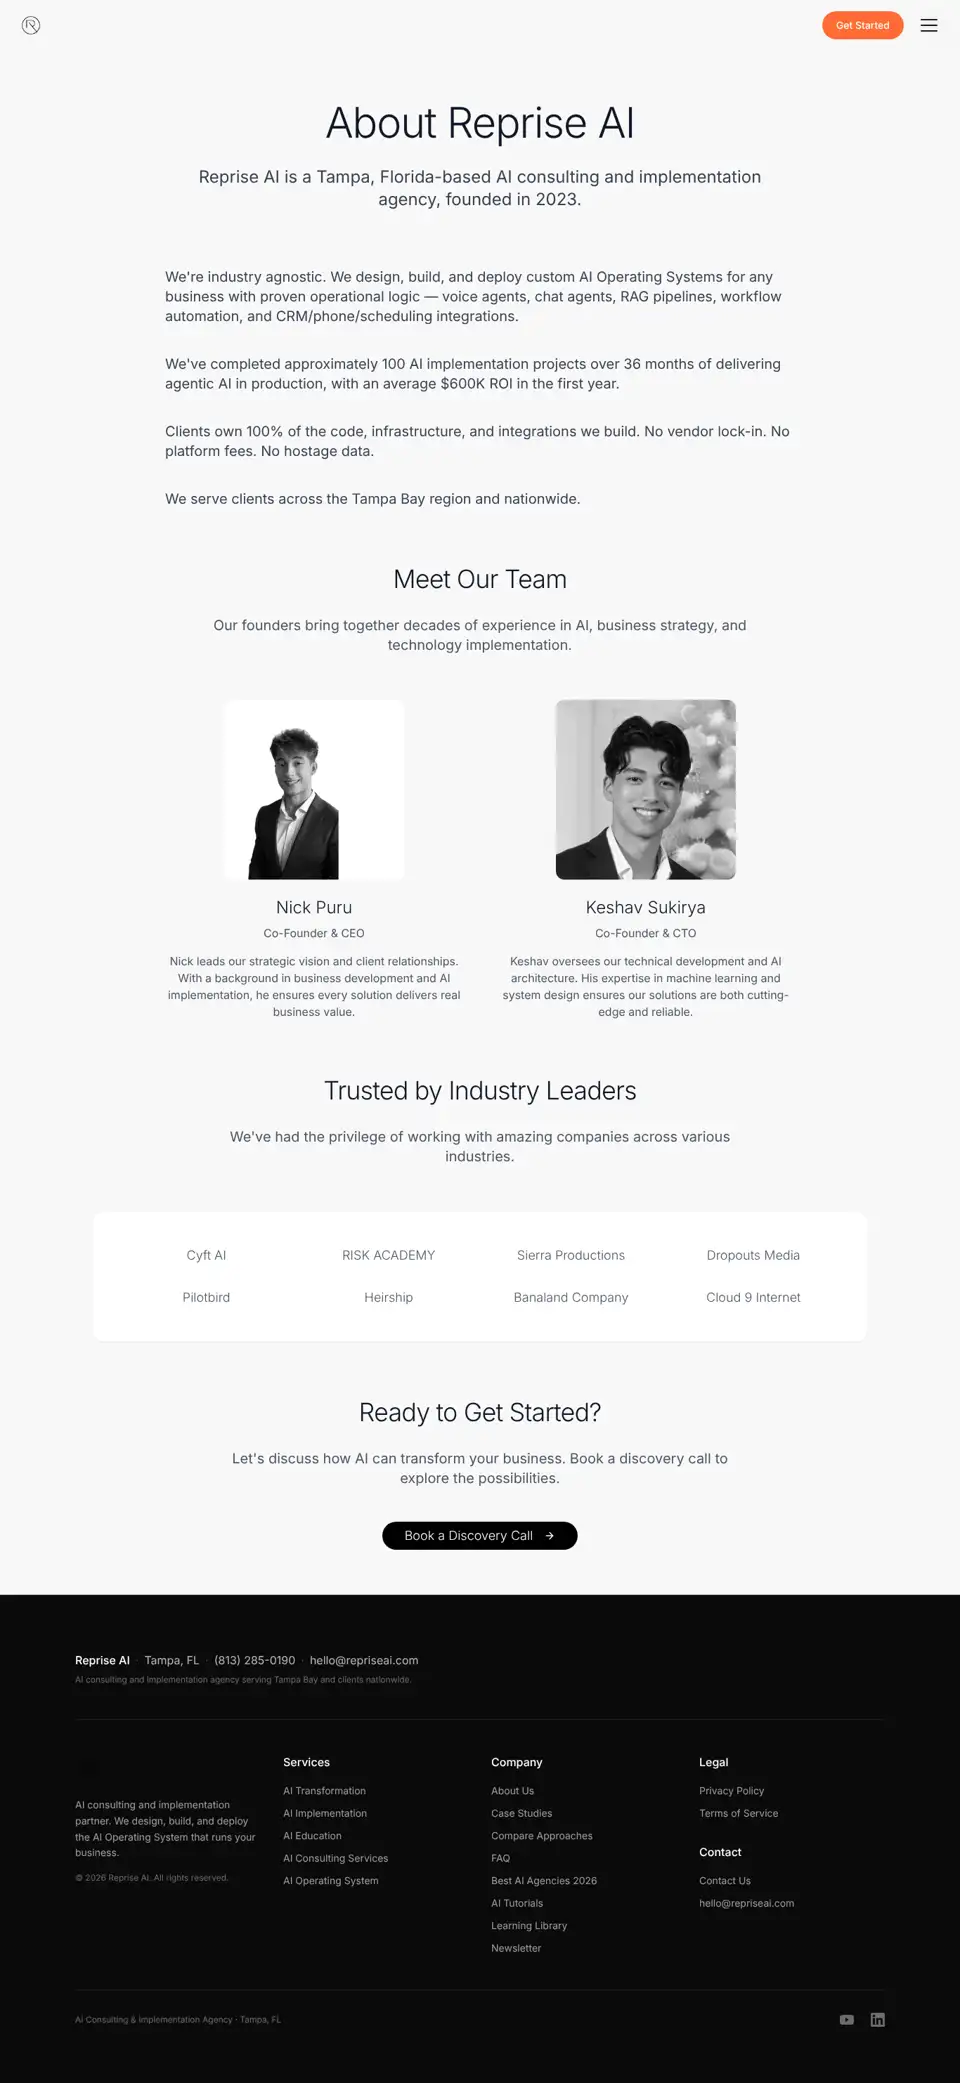 Get Started
About Reprise AI
Reprise AI is a Tampa, Florida-based AI consulting and implementation
agency, founded in 2023.
We're industry agnostic. We design, build, and deploy custom AI Operating Systems for any
business with proven operational logic — voice agents, chat agents, RAG pipelines, workflow
automation, and CRM/phone/scheduling integrations.
We've completed approximately 100 AI implementation projects over 36 months of delivering
agentic AI in production, with an average $600K ROI in the first year.
Clients own 100% of the code, infrastructure, and integrations we build. No vendor lock-in. No
platform fees. No hostage data.
We serve clients across the Tampa Bay region and nationwide.
Meet Our Team
Our founders bring together decades of experience in AI, business strategy, and
technology implementation.
Nick Puru
Co-Founder & CEO
Nick leads our strategic vision and client relationships.
With a background in business development and AI
implementation, he ensures every solution delivers real
business value.
Keshav Sukirya
Co-Founder & CTO
Keshav oversees our technical development and AI
architecture. His expertise in machine learning and
system design ensures our solutions are both cutting-
edge and reliable.
Trusted by Industry Leaders
We've had the privilege of working with amazing companies across various
industries.
Cyft AI
RISK ACADEMY
Sierra Productions
Dropouts Media
Pilotbird
Heirship
Banaland Company
Cloud 9 Internet
Ready to Get Started?
Let's discuss how AI can transform your business. Book a discovery call to
explore the possibilities.
Book a Discovery Call →
Reprise AI · Tampa, FL · (813) 285-0190 · hello@repriseai.com
AI consulting and implementation agency serving Tampa Bay and clients nationwide.
AI consulting and implementation
partner. We design, build, and deploy
the AI Operating System that runs your
business.
© 2026 Reprise AI. All rights reserved.
Services
AI Transformation
AI Implementation
AI Education
AI Consulting Services
AI Operating System
Company
About Us
Case Studies
Compare Approaches
FAQ
Best AI Agencies 2026
AI Tutorials
Learning Library
Newsletter
Legal
Privacy Policy
Terms of Service
Contact
Contact Us
hello@repriseai.com
AI Consulting & Implementation Agency · Tampa, FL